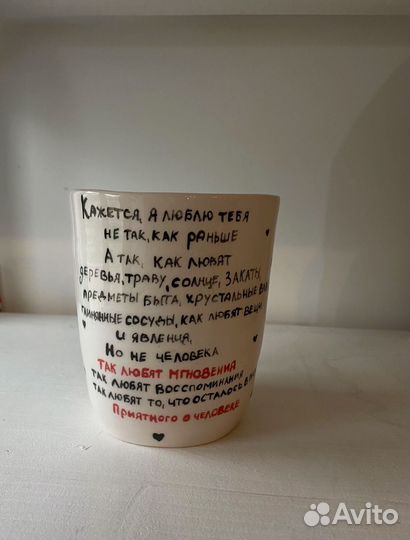 Кажется, я люблю тебя
не так, как раньше
А так, как любят
деревья, траву, солнце, закаты,
предметы быта, хрустальные
глиняные сосуды, как любят вещи
и явления,
Но не человека
так любят мгновения
так любят воспоминания
так любят то, что осталось в
Приятного о человеке
Avito